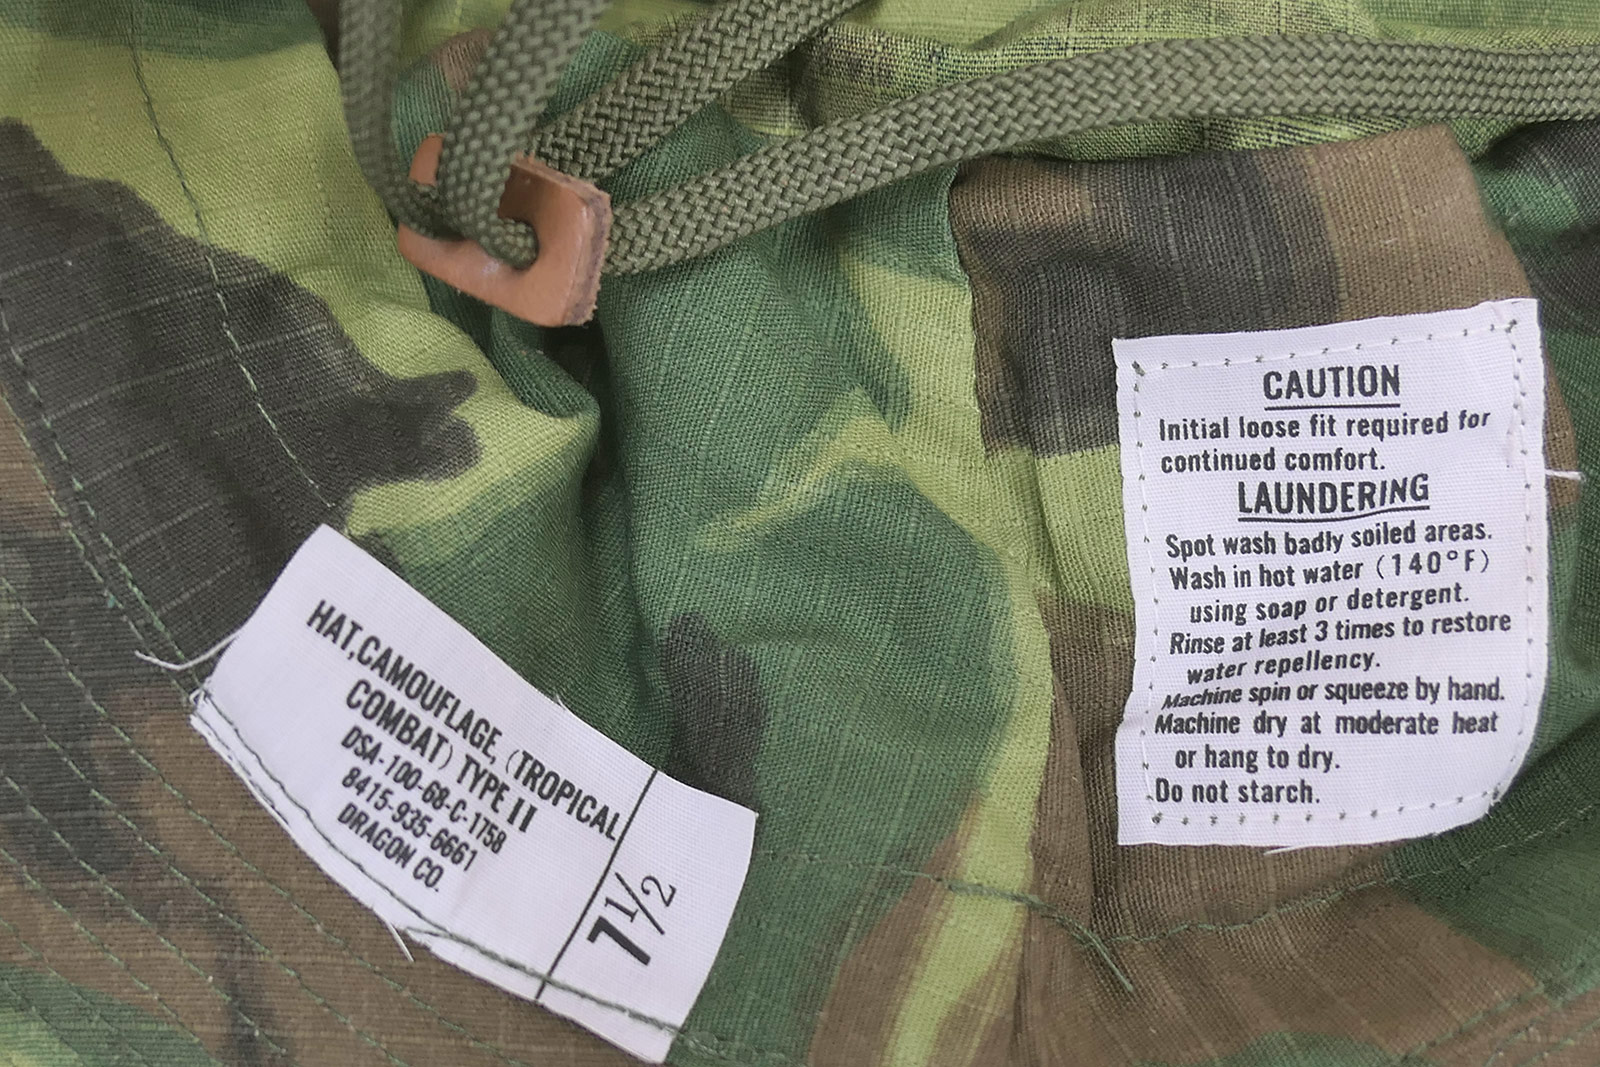 HAT,CAMOUFLAGE, (TROPICAL
COMBAT) TYPE II
DSA-100-68-C-1758
8415-935-6661
DRAGON CO.
7 1/2
CAUTION
Initial loose fit required for
continued comfort.
LAUNDERING
Spot wash badly soiled areas.
Wash in hot water (140°F)
using soap or detergent.
Rinse at least 3 times to restore
water repellency.
Machine spin or squeeze by hand.
Machine dry at moderate heat
or hang to dry.
Do not starch.